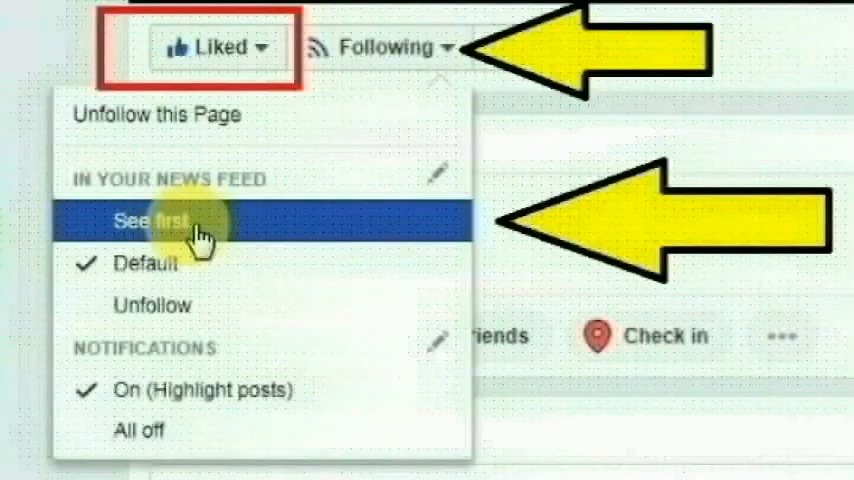 Liked Following
Unfollow this Page
IN YOUR NEWS FEED
See first
Default
Unfollow
NOTIFICATIONS
iends Check in
On (Highlight posts)
All off